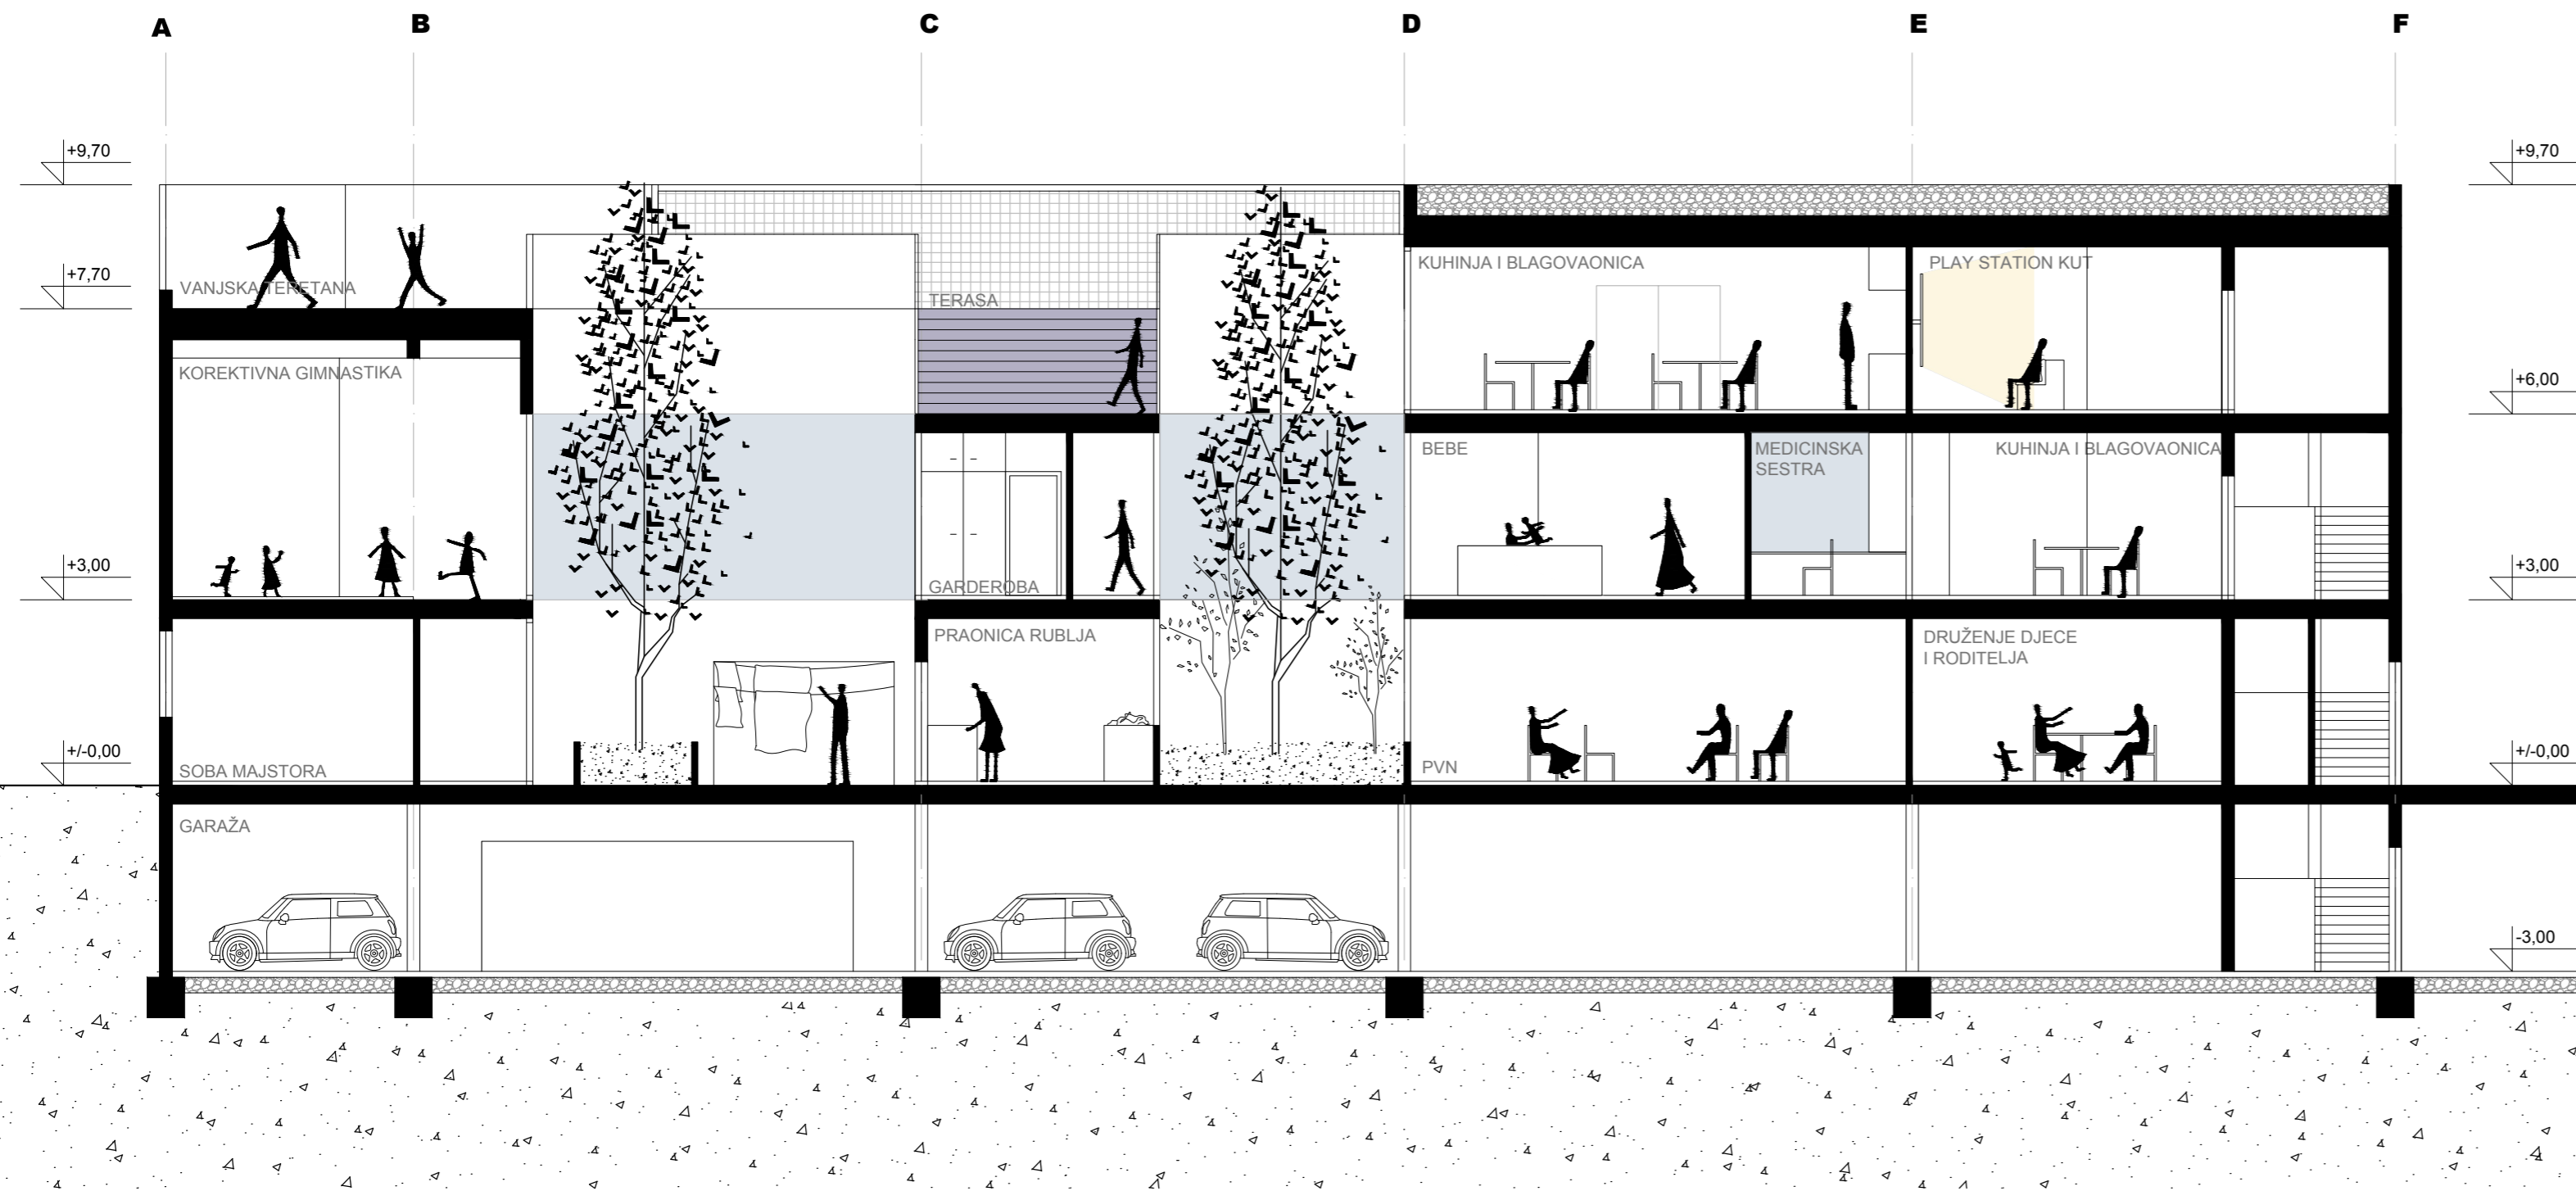 A
B
C
D
E
F
+9,70
+9,70
+7,70
VANJSKA TERETANA
TERASA
KUHINJA I BLAGOVAONICA
PLAY STATION KUT
KOREKTIVNA GIMNASTIKA
+6,00
BEBE
MEDICINSKA
SESTRA
KUHINJA I BLAGOVAONICA
+3,00
GARDEROBA
+3,00
PRAONICA RUBLJA
DRUŽENJE DJECE
I RODITELJA
+/-0,00
SOBA MAJSTORA
PVN
+/-0,00
GARAŽA
-3,00